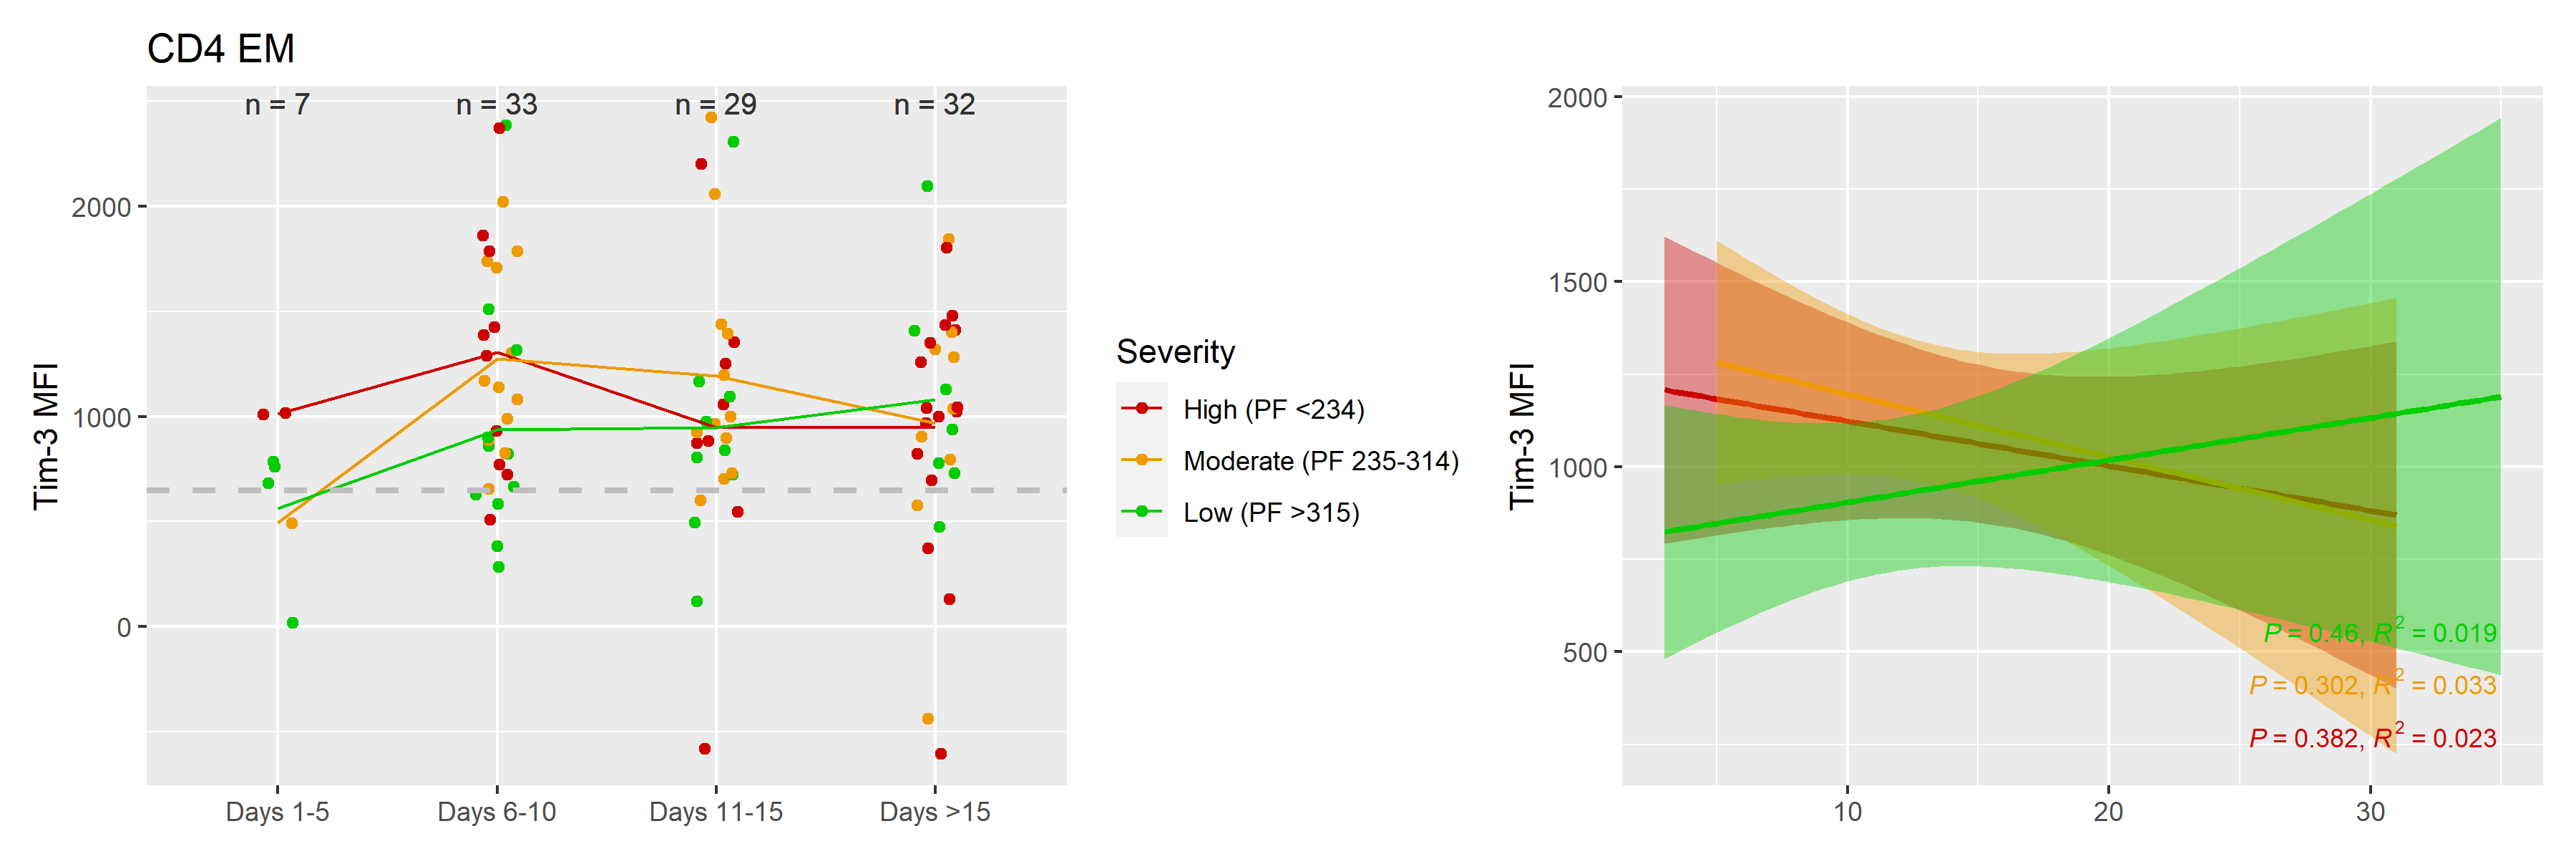 CD4 EM
n = 7
n = 33
n = 29
n = 32
Tim-3 MFI
2000
1000
0
Days 1-5
Days 6-10
Days 11-15
Days >15
Severity
High (PF <234)
Moderate (PF 235-314)
Low (PF >315)
Tim-3 MFI
2000
1500
1000
500
P = 0.46, R² = 0.019
P = 0.302, R² = 0.033
P = 0.382, R² = 0.023
10
20
30